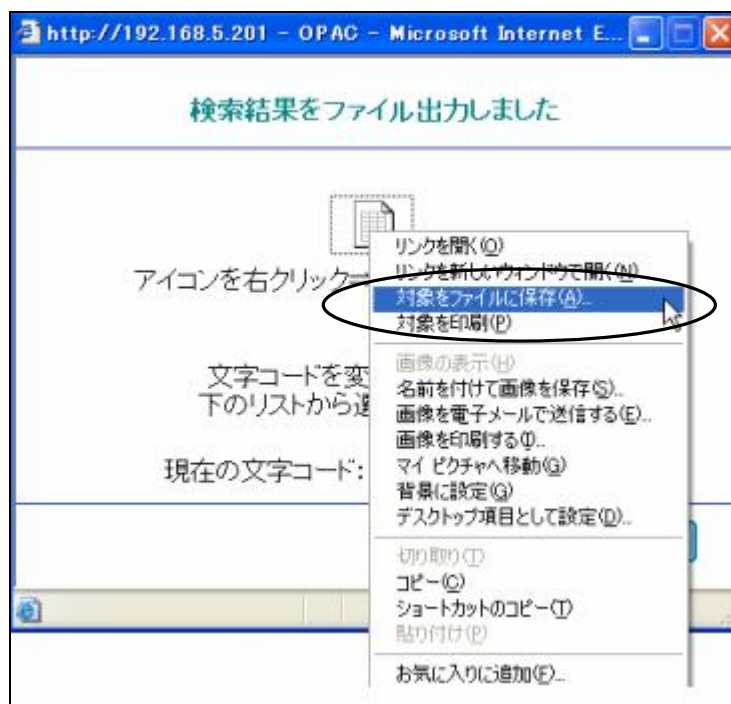 http://192.168.5.201 - OPAC - Microsoft Internet E...
検索結果をファイル出力しました
アイコンを右クリック→
リンクを開く(O)
リンクを新しいウィンドウで開く(N)
対象をファイルに保存(A)...
対象を印刷(P)
画像の表示(H)
名前を付けて画像を保存(S)...
画像を電子メールで送信する(E)...
画像を印刷する(I)...
マイ ピクチャへ移動(G)
背景に設定(G)
デスクトップ項目として設定(D)...
切り取り(T)
コピー(C)
ショートカットのコピー(T)
貼り付け(P)
お気に入りに追加(F)...
文字コードを変
下のリストから選
現在の文字コード: